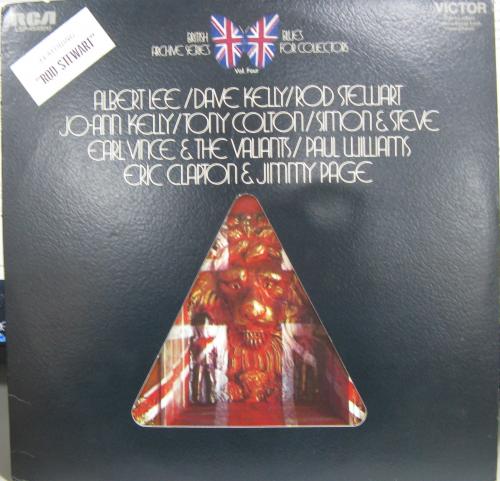 RCA
VICTOR
FEATURING
"ROD STEWART"
BRITISH BLUES
ARCHIVE SERIES FOR COLLECTORS
Vol. Four
ALBERT LEE / DAVE KELLY / ROD STEWART
JO-ANN KELLY / TONY COLTON / SIMON & STEVE
EARL VINCE & THE VALIANTS / PAUL WILLIAMS
ERIC CLAPTON & JIMMY PAGE